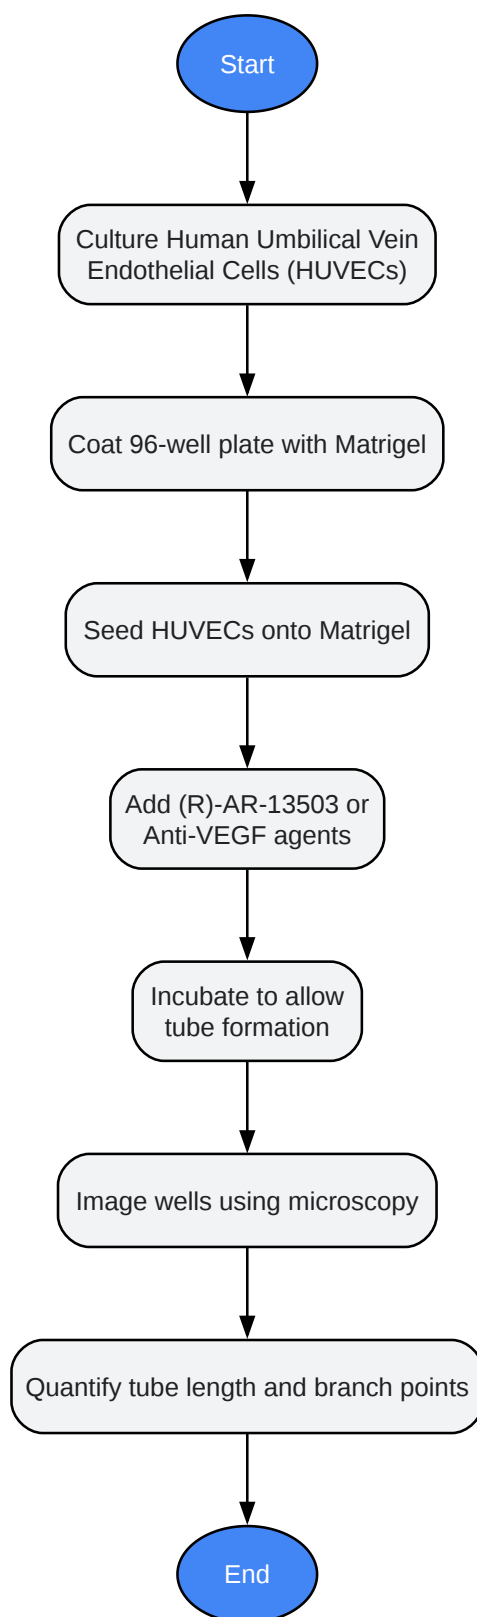 Start
Culture Human Umbilical Vein
Endothelial Cells (HUVECs)
Coat 96-well plate with Matrigel
Seed HUVECs onto Matrigel
Add (R)-AR-13503 or
Anti-VEGF agents
Incubate to allow
tube formation
Image wells using microscopy
Quantify tube length and branch points
End